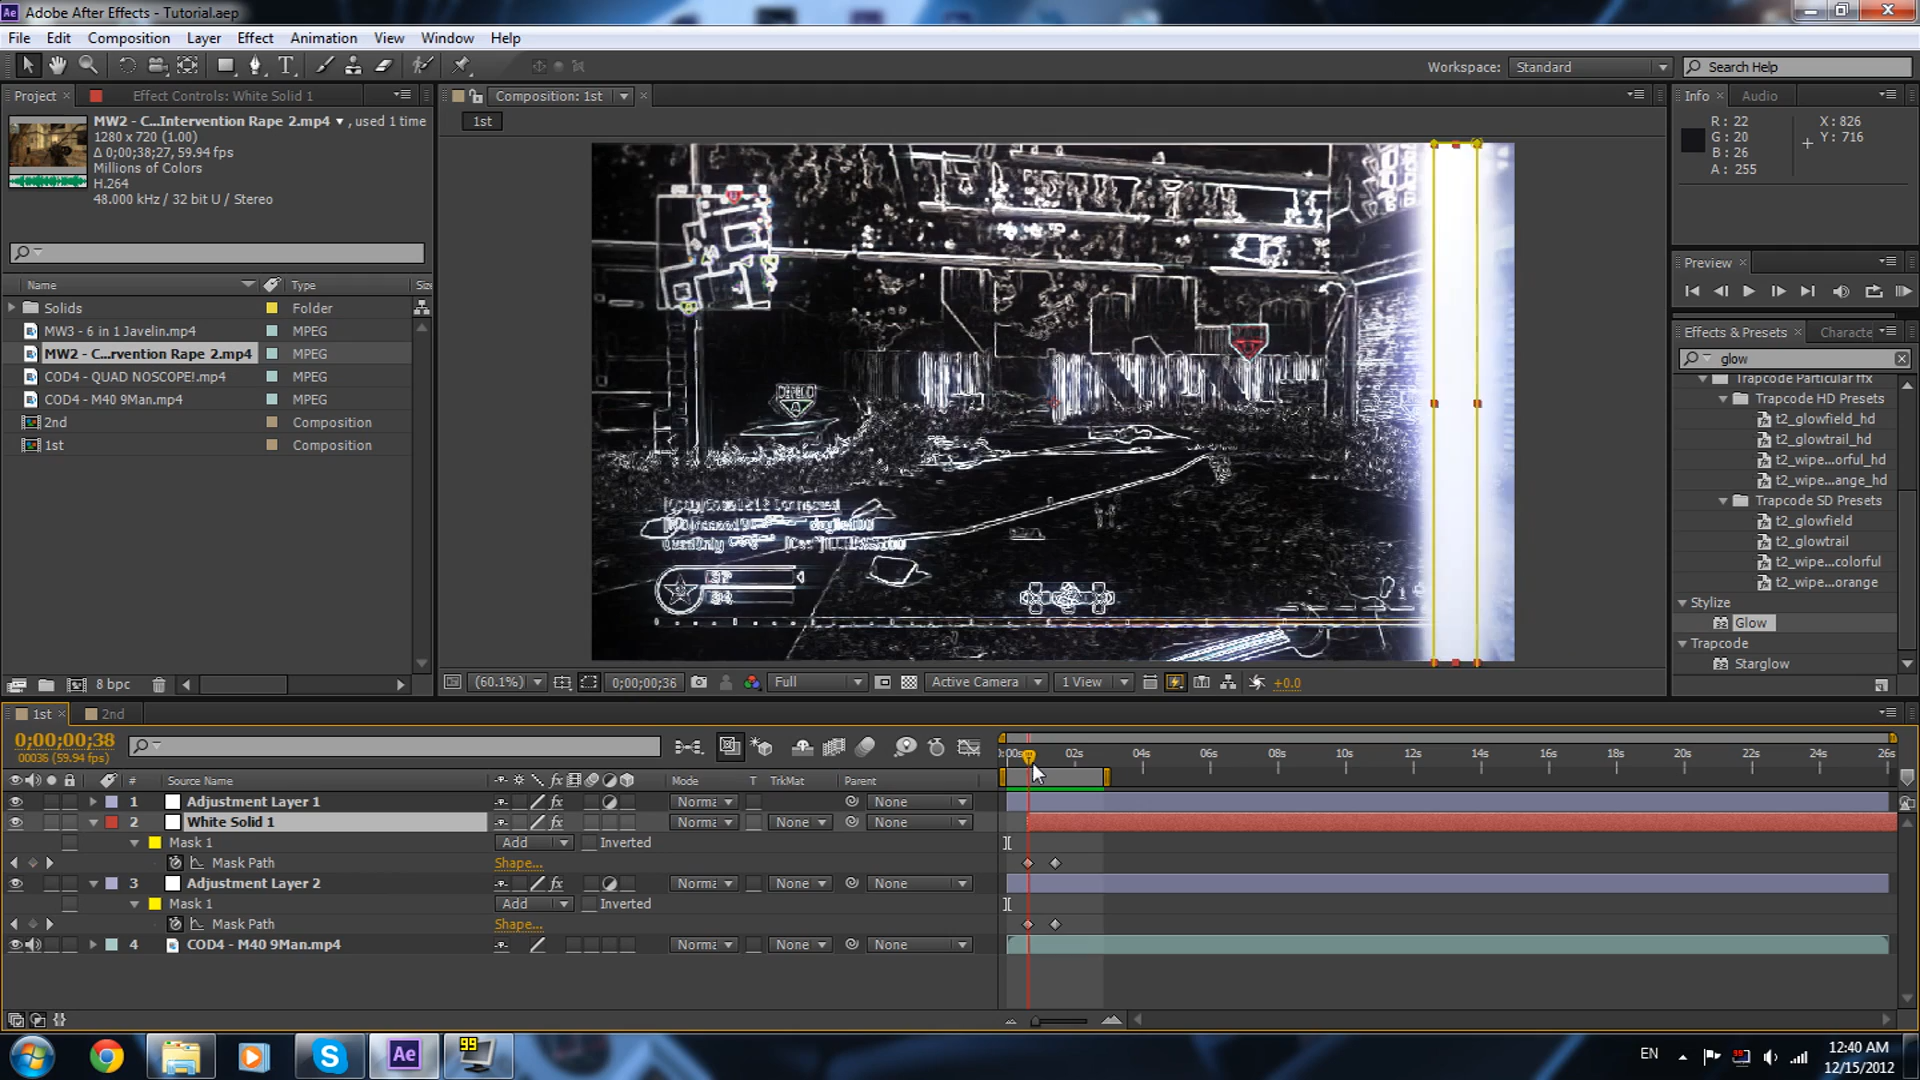 Ae Adobe After Effects - Tutorial.aep
File Edit Composition Layer Effect Animation View Window Help
Workspace: Standard Search Help
Project × Effect Controls: White Solid 1
MW2 - C...Intervention Rape 2.mp4 ▼, used 1 time
1280 x 720 (1.00)
Δ 0;00;38;27, 59.94 fps
Millions of Colors
H.264
48.000 kHz / 32 bit U / Stereo
Name Type Size
Solids Folder
MW3 - 6 in 1 Javelin.mp4 MPEG
MW2 - C...rvention Rape 2.mp4 MPEG
COD4 - QUAD NOSCOPE!.mp4 MPEG
COD4 - M40 9Man.mp4 MPEG
2nd Composition
1st Composition
8 bpc
Composition: 1st
1st
(60.1%) 0;00;00;36 Full Active Camera 1 View +0.0
Info × Audio
R: 22 X: 826
G: 20 Y: 716
B: 26
A: 255
Preview ×
Effects & Presets × Characte
glow
Trapcode Particular ffx
Trapcode HD Presets
t2_glowfield_hd
t2_glowtrail_hd
t2_wipe...orful_hd
t2_wipe...ange_hd
Trapcode SD Presets
t2_glowfield
t2_glowtrail
t2_wipe...colorful
t2_wipe...orange
Stylize
Glow
Trapcode
Starglow
1st × 2nd
0;00;00;38
00036 (59.94 fps)
0:00s 02s 04s 06s 08s 10s 12s 14s 16s 18s 20s 22s 24s 26s
# Source Name Mode T TrkMat Parent
1 Adjustment Layer 1 Norma None
2 White Solid 1 Norma None None
Mask 1 Add Inverted
Mask Path Shape...
3 Adjustment Layer 2 Norma None None
Mask 1 Add Inverted
Mask Path Shape...
4 COD4 - M40 9Man.mp4 Norma None None
Ae 99 EN 12:40 AM
12/15/2012